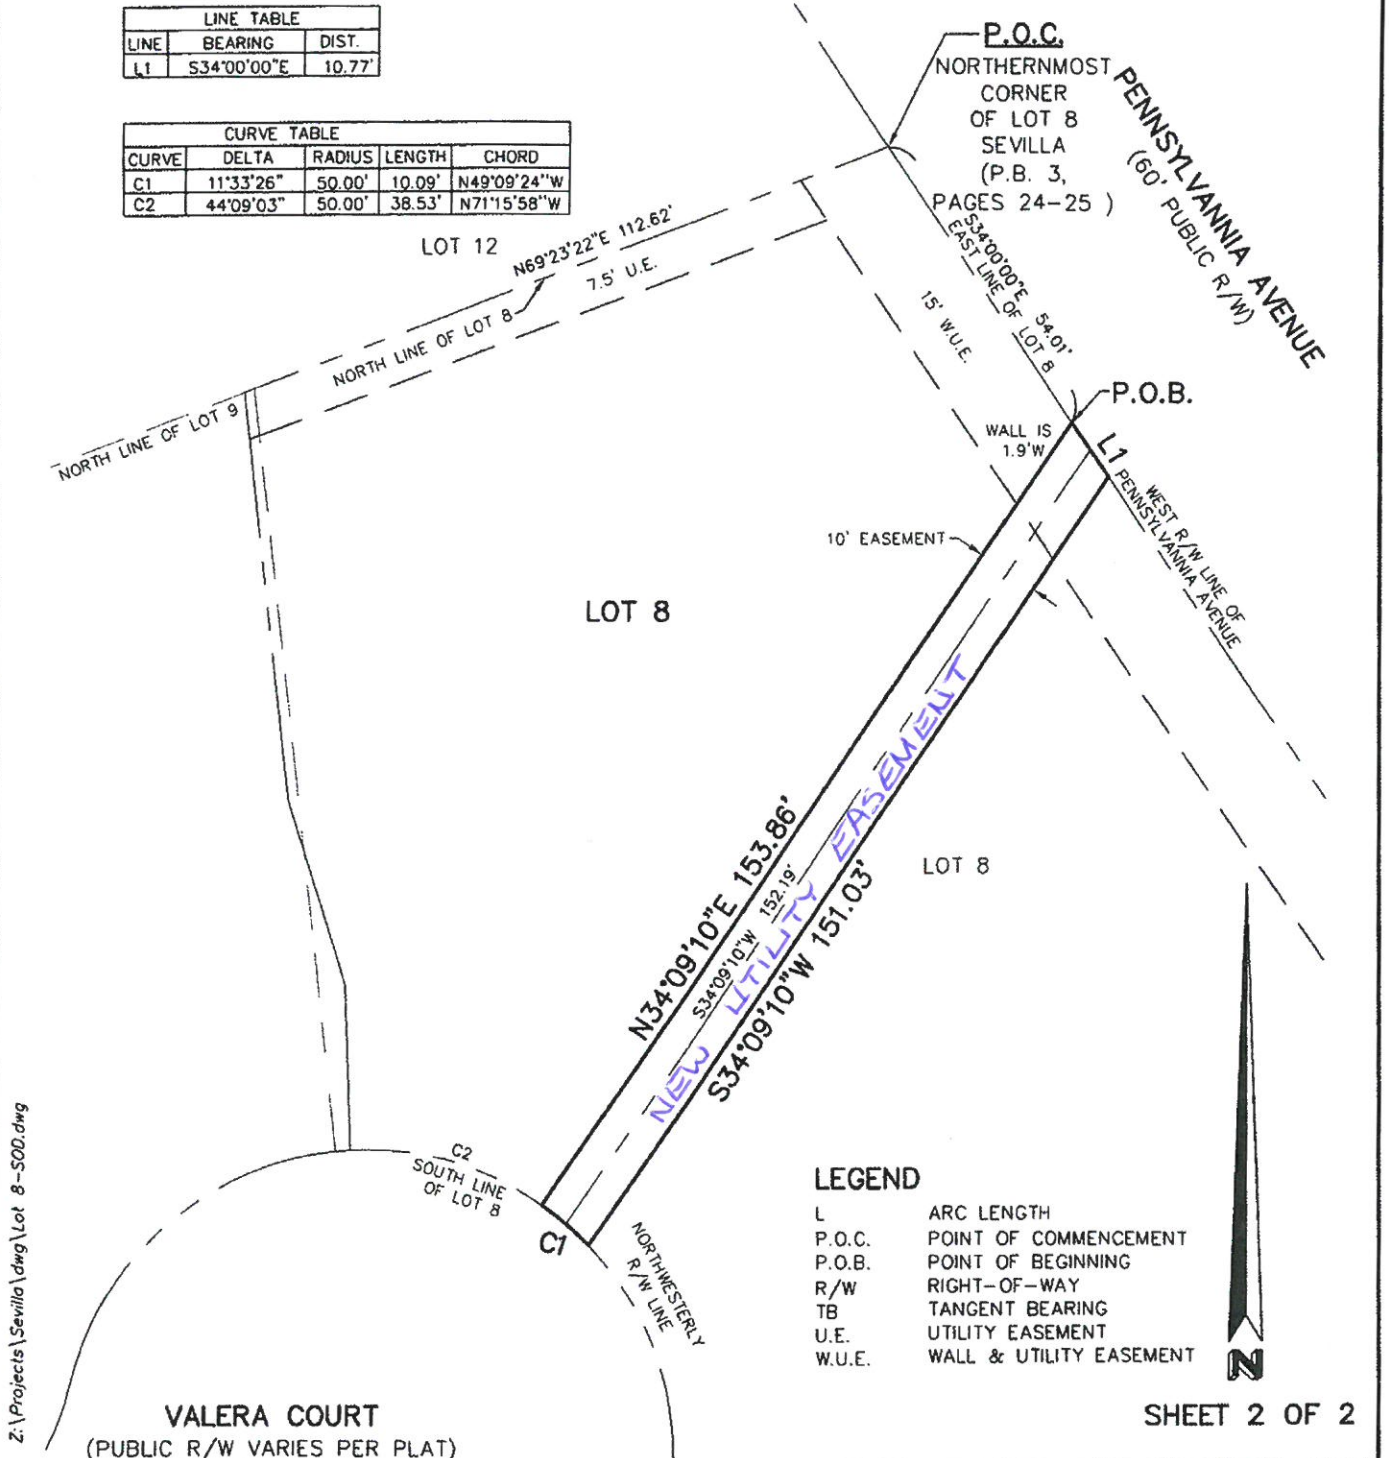 LINE TABLE
LINE BEARING DIST.
L1 S34°00'00"E 10.77'
CURVE TABLE
CURVE DELTA RADIUS LENGTH CHORD
C1 11°33'26" 50.00' 10.09' N49°09'24"W
C2 44°09'03" 50.00' 38.53' N71°15'58"W
P.O.C.
NORTHERNMOST
CORNER
OF LOT 8
SEVILLA
(P.B. 3,
PAGES 24-25 )
PENNSYLVANNIA AVENUE
(60' PUBLIC R/W)
LOT 12
N69°23'22"E 112.62'
7.5' U.E.
NORTH LINE OF LOT 8
NORTH LINE OF LOT 9
S34°00'00"E 54.01'
EAST LINE OF LOT 8
15' W.U.E.
P.O.B.
WALL IS
1.9'W
L1
WEST R/W LINE OF
PENNSYLVANNIA AVENUE
10' EASEMENT
LOT 8
NEW UTILITY EASEMENT
N34°09'10"E 153.86'
S34°09'10"W 152.19'
S34°09'10"W 151.03'
LOT 8
C2
SOUTH LINE
OF LOT 8
C1
NORTHWESTERLY
R/W LINE
LEGEND
L ARC LENGTH
P.O.C. POINT OF COMMENCEMENT
P.O.B. POINT OF BEGINNING
R/W RIGHT-OF-WAY
TB TANGENT BEARING
U.E. UTILITY EASEMENT
W.U.E. WALL & UTILITY EASEMENT
N
VALERA COURT
(PUBLIC R/W VARIES PER PLAT)
SHEET 2 OF 2
Z:\Projects\Sevilla\dwg\Lot 8-SOD.dwg